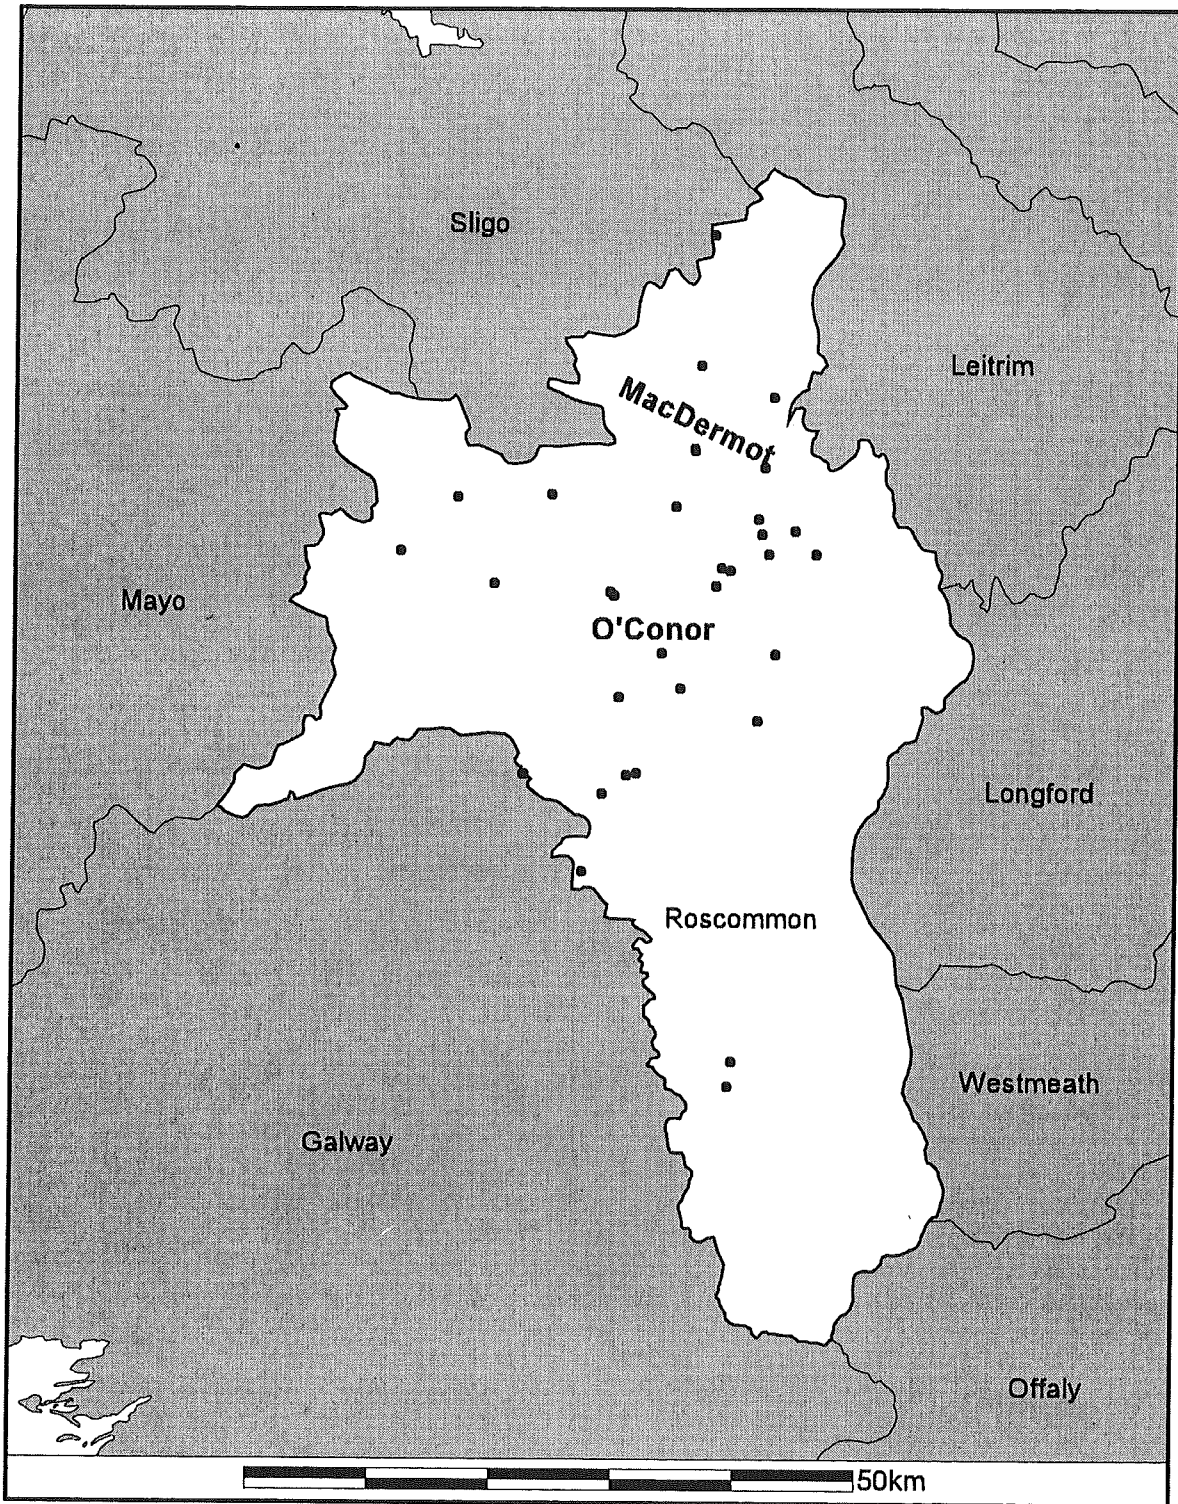 Sligo
Leitrim
MacDermot
Mayo
O'Conor
Longford
Roscommon
Westmeath
Galway
Offaly
50km